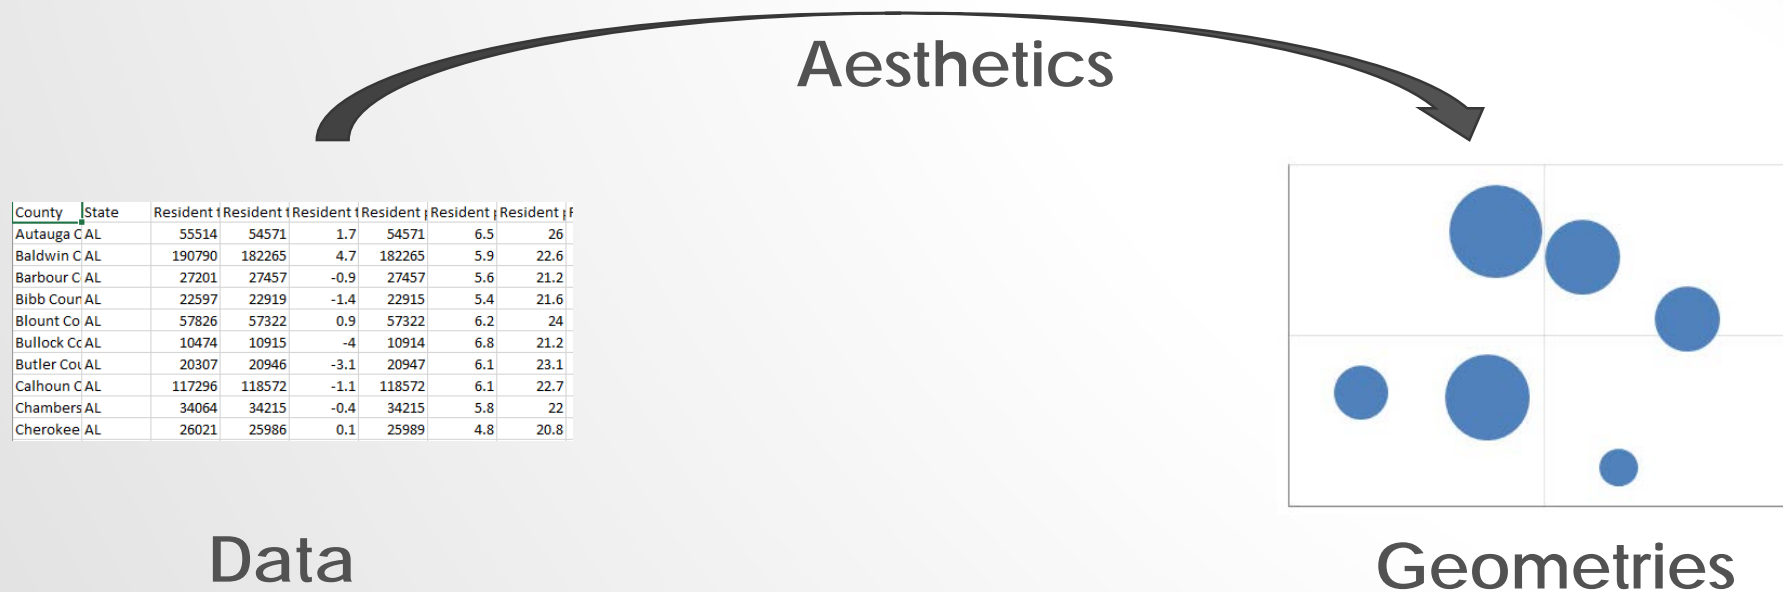 Aesthetics
County State Resident t Resident t Resident t Resident p Resident p Resident p F
Autauga C AL 55514 54571 1.7 54571 6.5 26
Baldwin C AL 190790 182265 4.7 182265 5.9 22.6
Barbour C AL 27201 27457 -0.9 27457 5.6 21.2
Bibb Coun AL 22597 22919 -1.4 22915 5.4 21.6
Blount Co AL 57826 57322 0.9 57322 6.2 24
Bullock Co AL 10474 10915 -4 10914 6.8 21.2
Butler Cou AL 20307 20946 -3.1 20947 6.1 23.1
Calhoun C AL 117296 118572 -1.1 118572 6.1 22.7
Chambers AL 34064 34215 -0.4 34215 5.8 22
Cherokee AL 26021 25986 0.1 25989 4.8 20.8
Data
Geometries